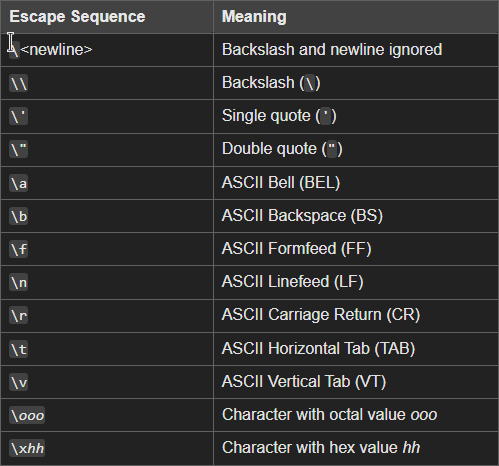 Escape Sequence Meaning
\<newline> Backslash and newline ignored
\\ Backslash (\)
\' Single quote (')
\" Double quote (")
\a ASCII Bell (BEL)
\b ASCII Backspace (BS)
\f ASCII Formfeed (FF)
\n ASCII Linefeed (LF)
\r ASCII Carriage Return (CR)
\t ASCII Horizontal Tab (TAB)
\v ASCII Vertical Tab (VT)
\ooo Character with octal value ooo
\xhh Character with hex value hh